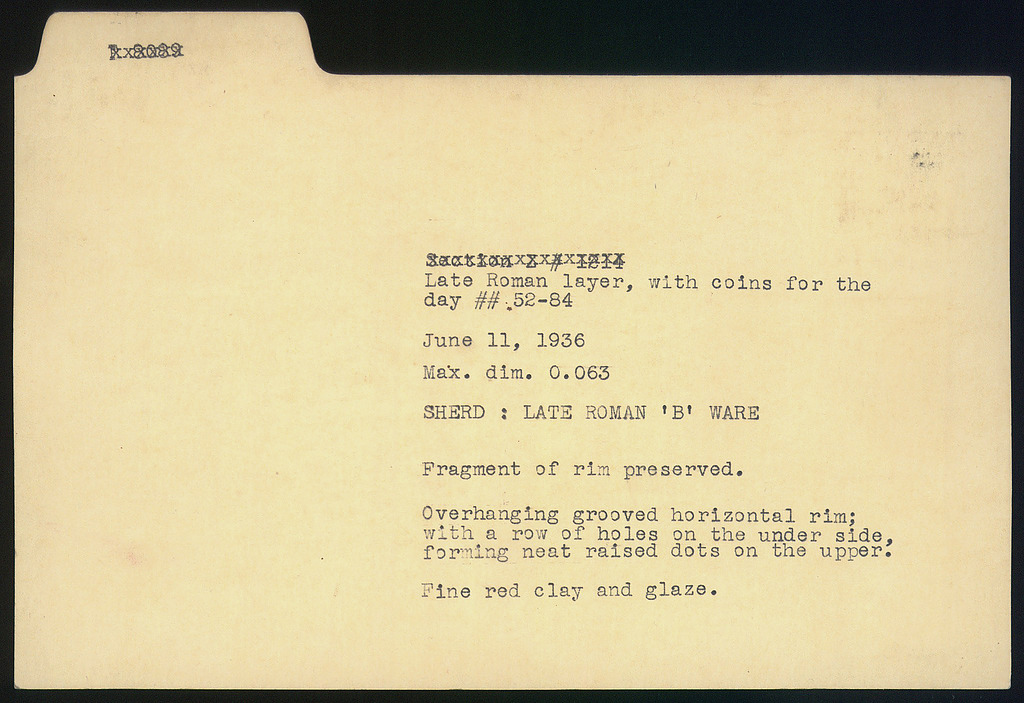 Late Roman layer, with coins for the
day ## 52-84
June 11, 1936
Max. dim. 0.063
SHERD : LATE ROMAN 'B' WARE
Fragment of rim preserved.
Overhanging grooved horizontal rim;
with a row of holes on the under side,
forming neat raised dots on the upper.
Fine red clay and glaze.